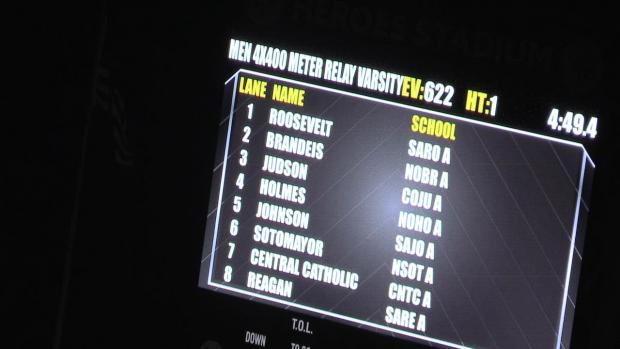 HEROES STADIUM
MEN 4X400 METER RELAY VARSITY EV:622 HT:1 4:49.4
LANE NAME SCHOOL
1 ROOSEVELT SARO A
2 BRANDEIS NOBR A
3 JUDSON COJU A
4 HOLMES NOHO A
5 JOHNSON SAJO A
6 SOTOMAYOR NSOT A
7 CENTRAL CATHOLIC CNTC A
8 REAGAN SARE A
T.O.L.
DOWN